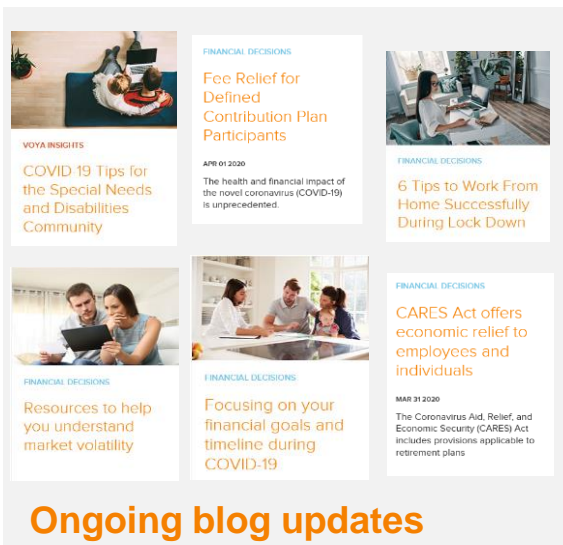 VOYA INSIGHTS
COVID 19 Tips for
the Special Needs
and Disabilities
Community
FINANCIAL DECISIONS
Fee Relief for
Defined
Contribution Plan
Participants
APR 01 2020
The health and financial impact of
the novel coronavirus (COVID-19)
is unprecedented.
FINANCIAL DECISIONS
6 Tips to Work From
Home Successfully
During Lock Down
FINANCIAL DECISIONS
Resources to help
you understand
market volatility
FINANCIAL DECISIONS
Focusing on your
financial goals and
timeline during
COVID-19
FINANCIAL DECISIONS
CARES Act offers
economic relief to
employees and
individuals
MAR 31 2020
The Coronavirus Aid, Relief, and
Economic Security (CARES) Act
includes provisions applicable to
retirement plans
Ongoing blog updates